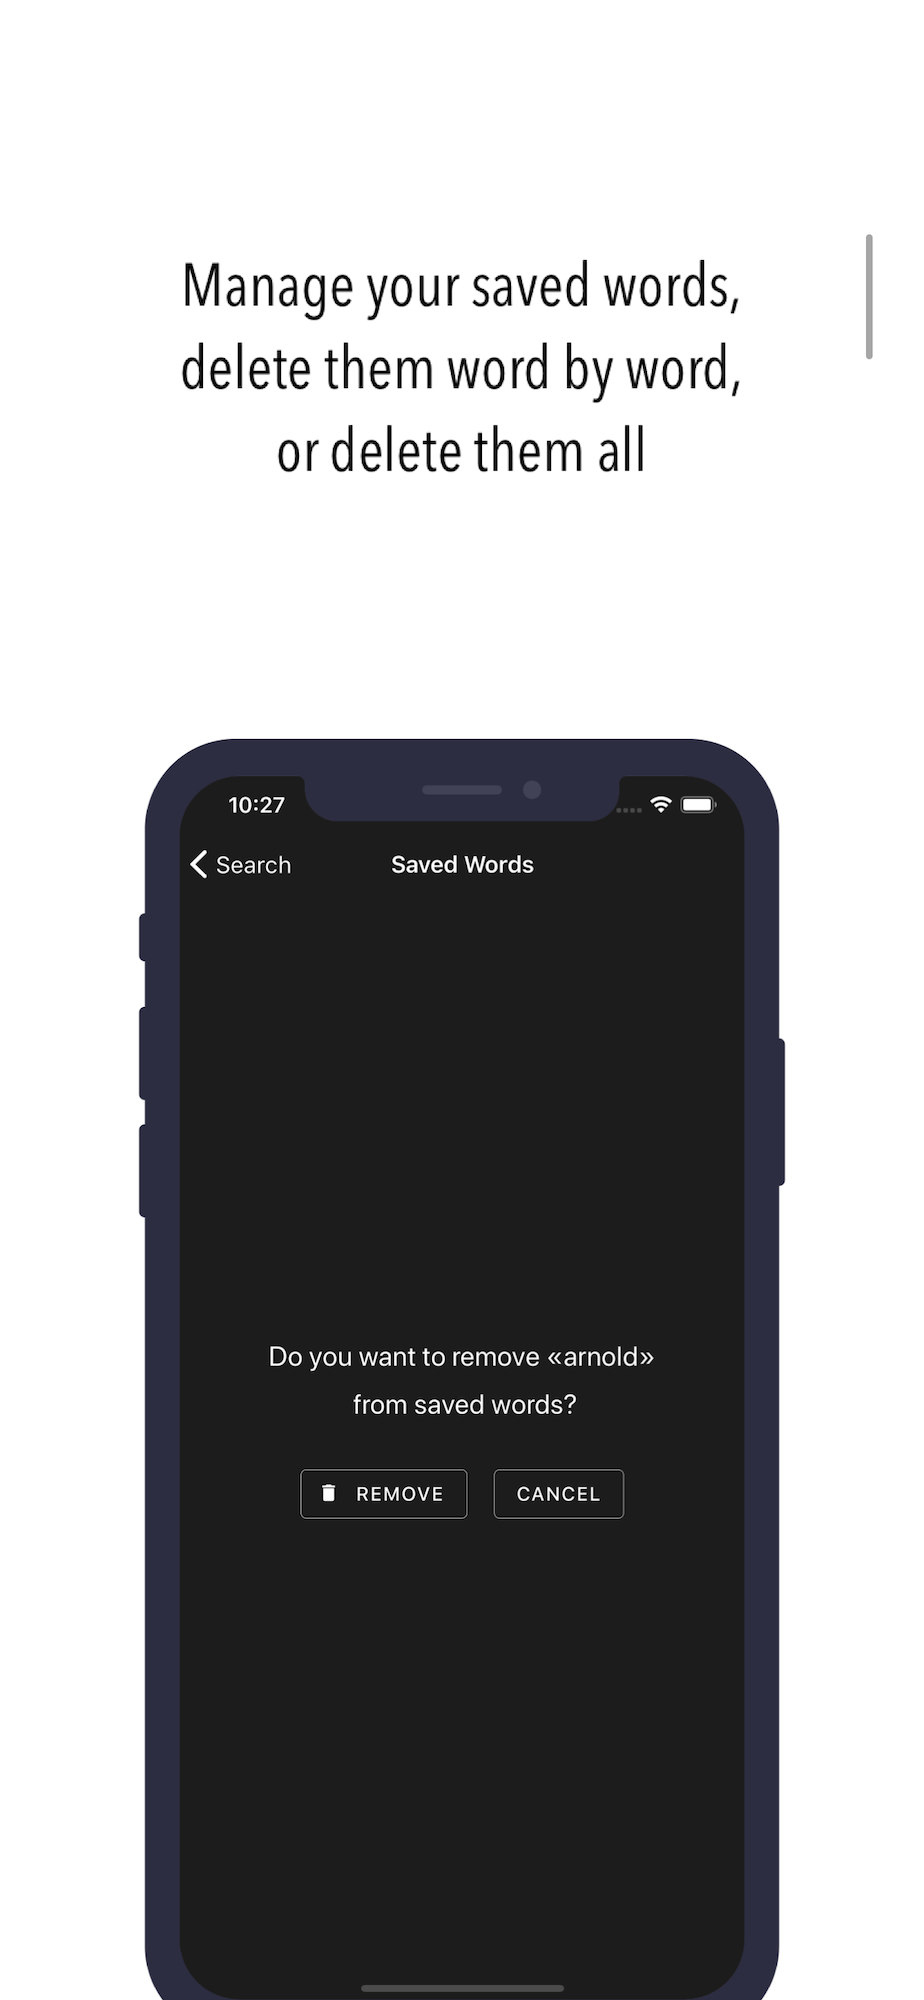 Manage your saved words,
delete them word by word,
or delete them all
10:27
Search
Saved Words
Do you want to remove «arnold»
from saved words?
REMOVE
CANCEL